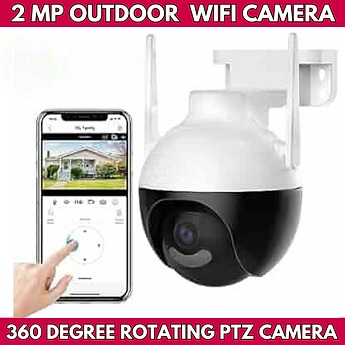 2 MP OUTDOOR WIFI CAMERA
My Family
360 DEGREE ROTATING PTZ CAMERA